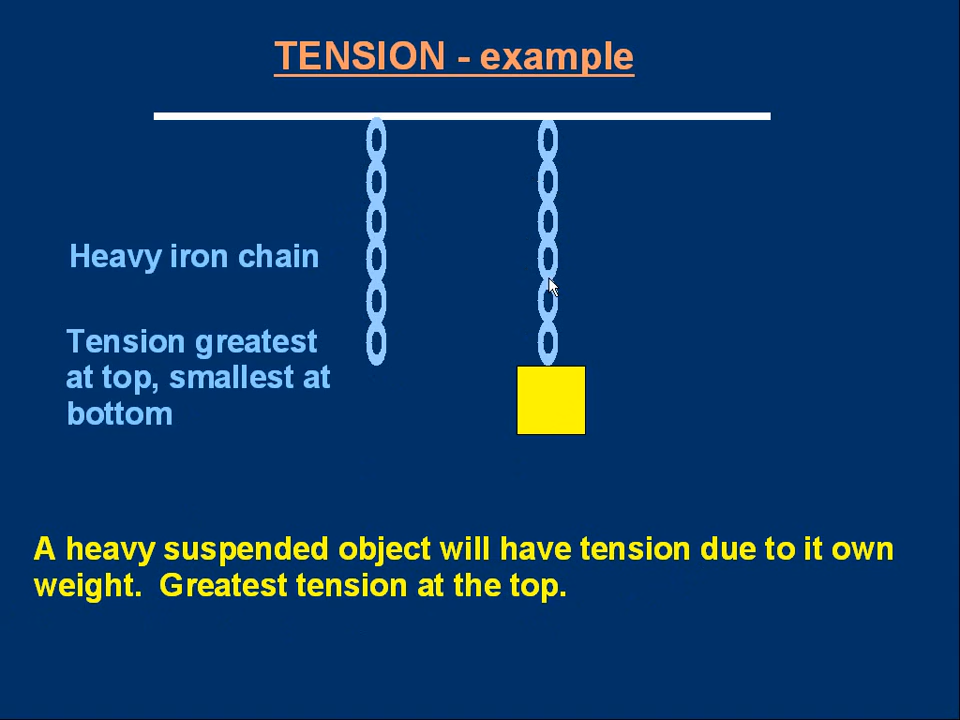 TENSION - example
Heavy iron chain
Tension greatest
at top, smallest at
bottom
A heavy suspended object will have tension due to it own
weight.  Greatest tension at the top.